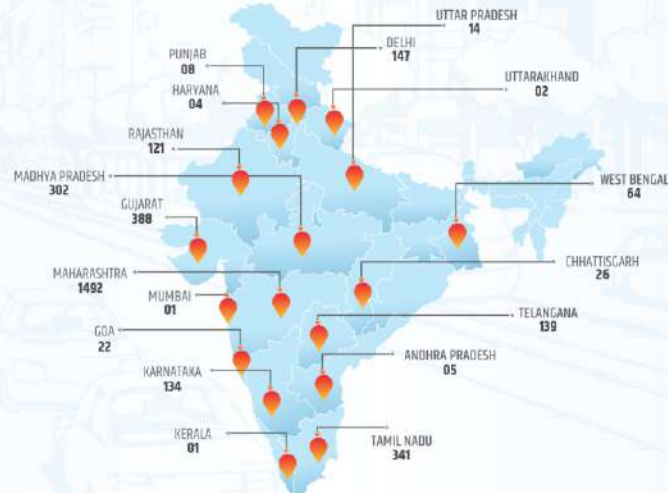 UTTAR PRADESH
14
DELHI
147
PUNJAB
08
UTTARAKHAND
02
HARYANA
04
RAJASTHAN
121
MADHYA PRADESH
302
WEST BENGAL
64
GUJARAT
388
CHHATTISGARH
26
MAHARASHTRA
1492
MUMBAI
01
TELANGANA
139
GOA
22
ANDHRA PRADESH
05
KARNATAKA
134
KERALA
01
TAMIL NADU
341